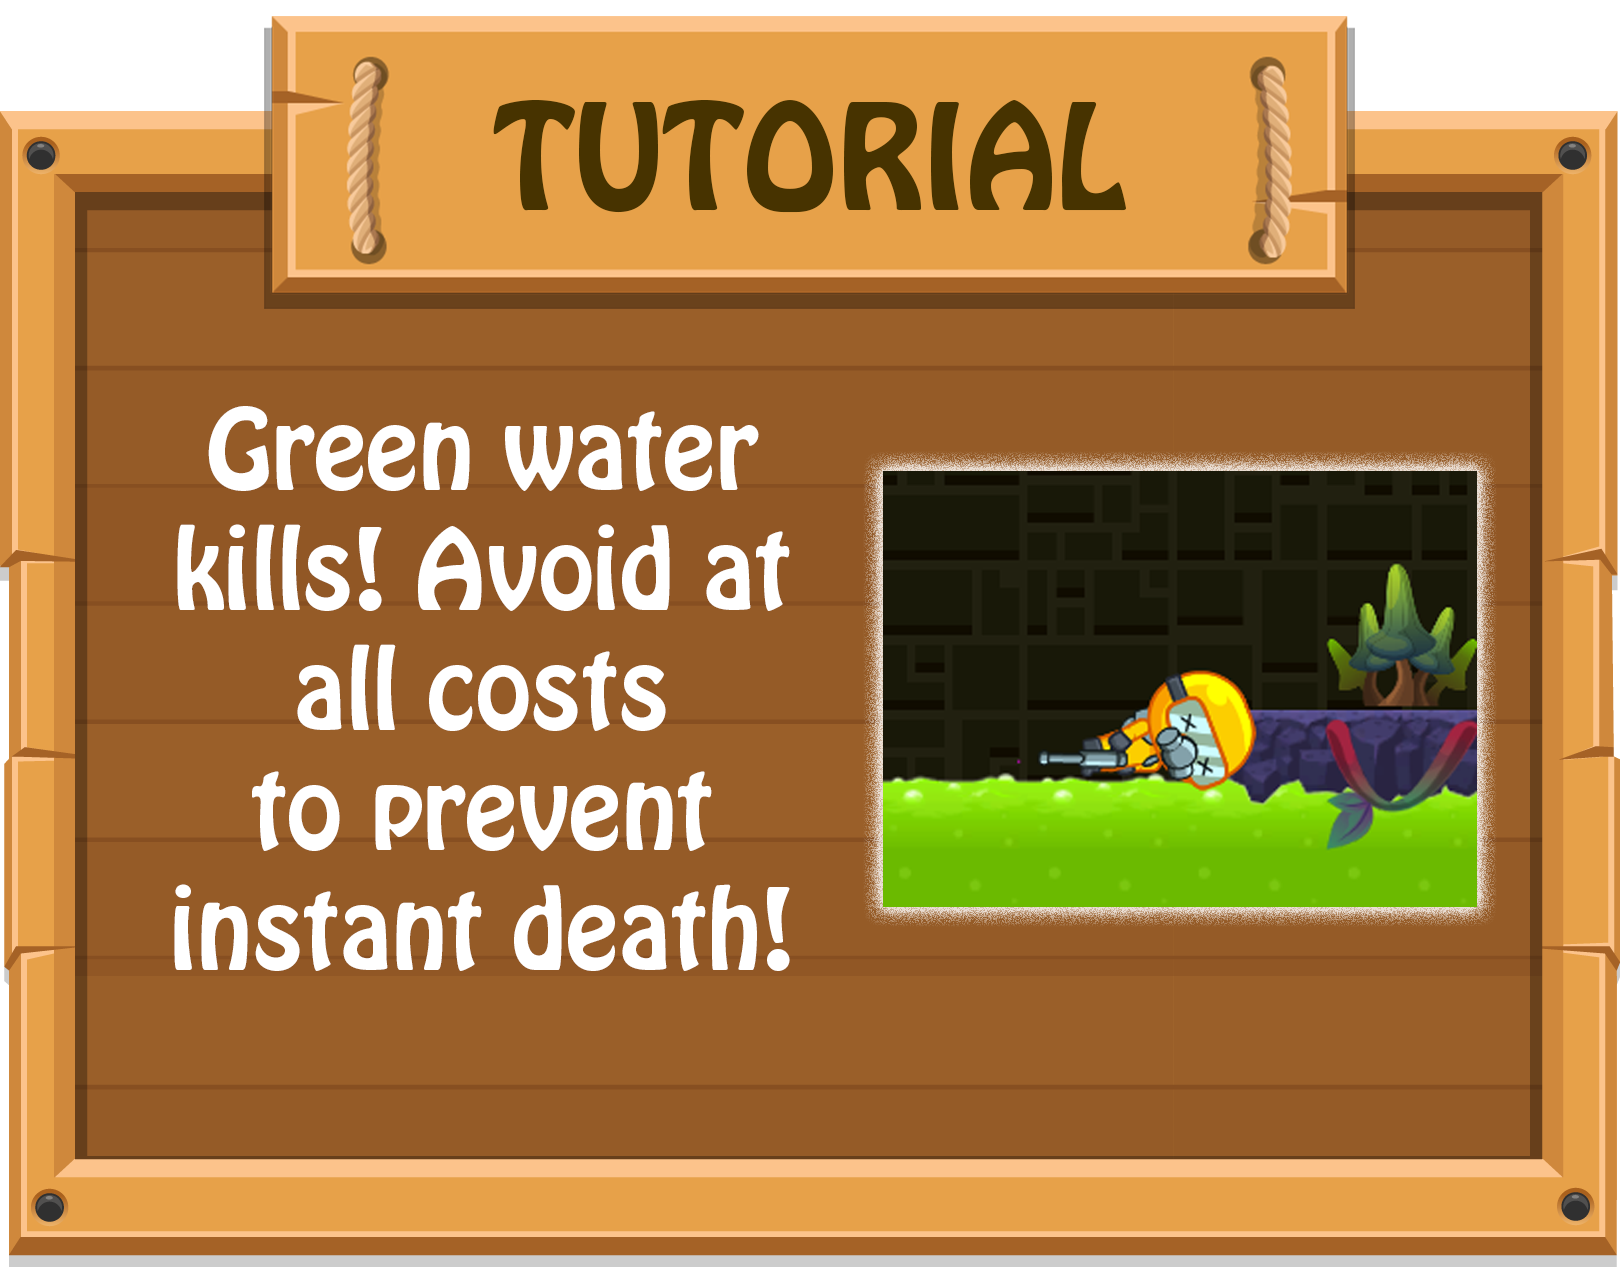 TUTORIAL
Green water
kills! Avoid at
all costs
to prevent
instant death!